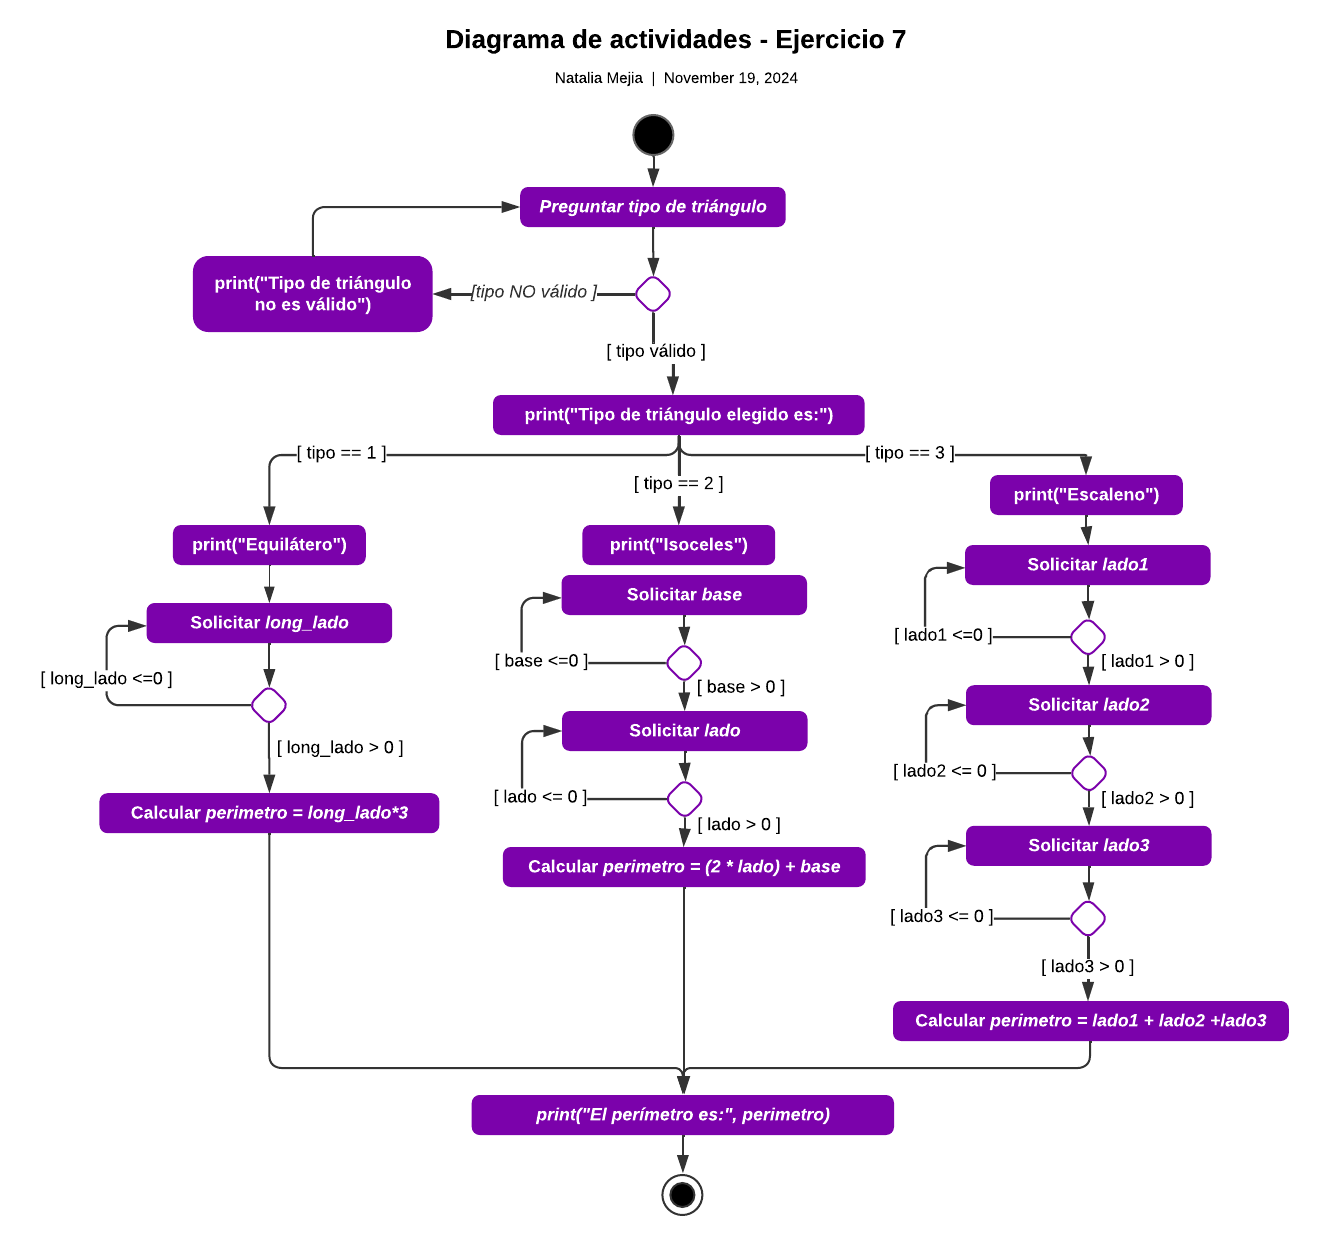 Diagrama de actividades - Ejercicio 7
Natalia Mejia | November 19, 2024
Preguntar tipo de triángulo
print("Tipo de triángulo
no es válido")
[tipo NO válido ]
[ tipo válido ]
print("Tipo de triángulo elegido es:")
[ tipo == 1 ]
[ tipo == 2 ]
[ tipo == 3 ]
print("Equilátero")
Solicitar long_lado
[ long_lado <=0 ]
[ long_lado > 0 ]
Calcular perimetro = long_lado*3
print("Isoceles")
Solicitar base
[ base <=0 ]
[ base > 0 ]
Solicitar lado
[ lado <= 0 ]
[ lado > 0 ]
Calcular perimetro = (2 * lado) + base
print("Escaleno")
Solicitar lado1
[ lado1 <=0 ]
[ lado1 > 0 ]
Solicitar lado2
[ lado2 <= 0 ]
[ lado2 > 0 ]
Solicitar lado3
[ lado3 <= 0 ]
[ lado3 > 0 ]
Calcular perimetro = lado1 + lado2 +lado3
print("El perímetro es:", perimetro)